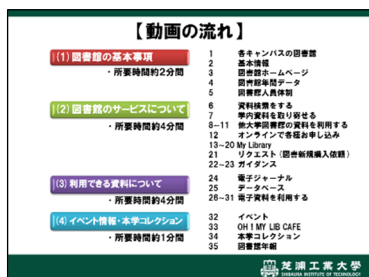 【動画の流れ】
(1)図書館の基本事項
・所要時間約2分間
1 各キャンパスの図書館
2 基本情報
3 図書館ホームページ
4 図書館年間データ
5 図書館人員体制
(2)図書館のサービスについて
・所要時間約4分間
6 資料検索をする
7 学内資料を取り寄せる
8~11 他大学図書館の資料を利用する
12 オンラインで各種お申し込み
13~20 My Library
21 リクエスト(図書新規購入依頼)
22~23 ガイダンス
(3)利用できる資料について
・所要時間約4分間
24 電子ジャーナル
25 データベース
26~31 電子資料を利用する
(4)イベント情報・本学コレクション
・所要時間約1分間
32 イベント
33 OH!MY LIB CAFE
34 本学コレクション
35 図書館年報
芝浦工業大學
SHIBAURA INSTITUTE OF TECHNOLOGY